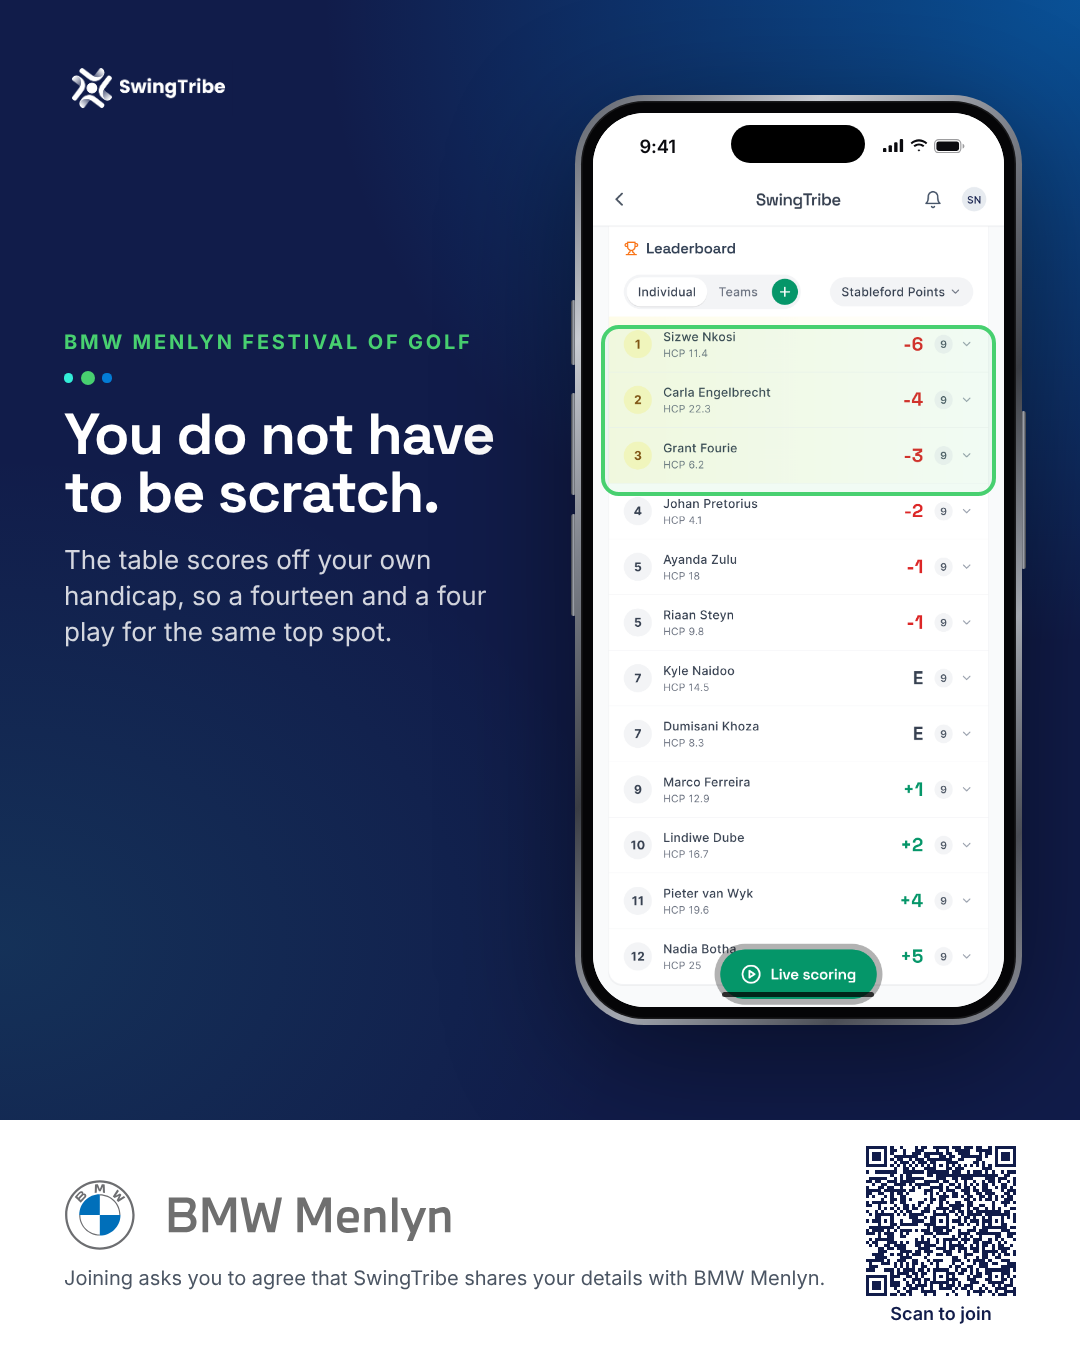 SwingTribe
BMW MENLYN FESTIVAL OF GOLF
You do not have
to be scratch.
The table scores off your own
handicap, so a fourteen and a four
play for the same top spot.
9:41
SwingTribe
SN
Leaderboard
Individual
Teams
+
Stableford Points
1 Sizwe Nkosi -6 9
HCP 11.4
2 Carla Engelbrecht -4 9
HCP 22.3
3 Grant Fourie -3 9
HCP 6.2
4 Johan Pretorius -2 9
HCP 4.1
5 Ayanda Zulu -1 9
HCP 18
5 Riaan Steyn -1 9
HCP 9.8
7 Kyle Naidoo E 9
HCP 14.5
7 Dumisani Khoza E 9
HCP 8.3
9 Marco Ferreira +1 9
HCP 12.9
10 Lindiwe Dube +2 9
HCP 16.7
11 Pieter van Wyk +4 9
HCP 19.6
12 Nadia Botha +5 9
HCP 25
Live scoring
BMW
BMW Menlyn
Joining asks you to agree that SwingTribe shares your details with BMW Menlyn.
Scan to join